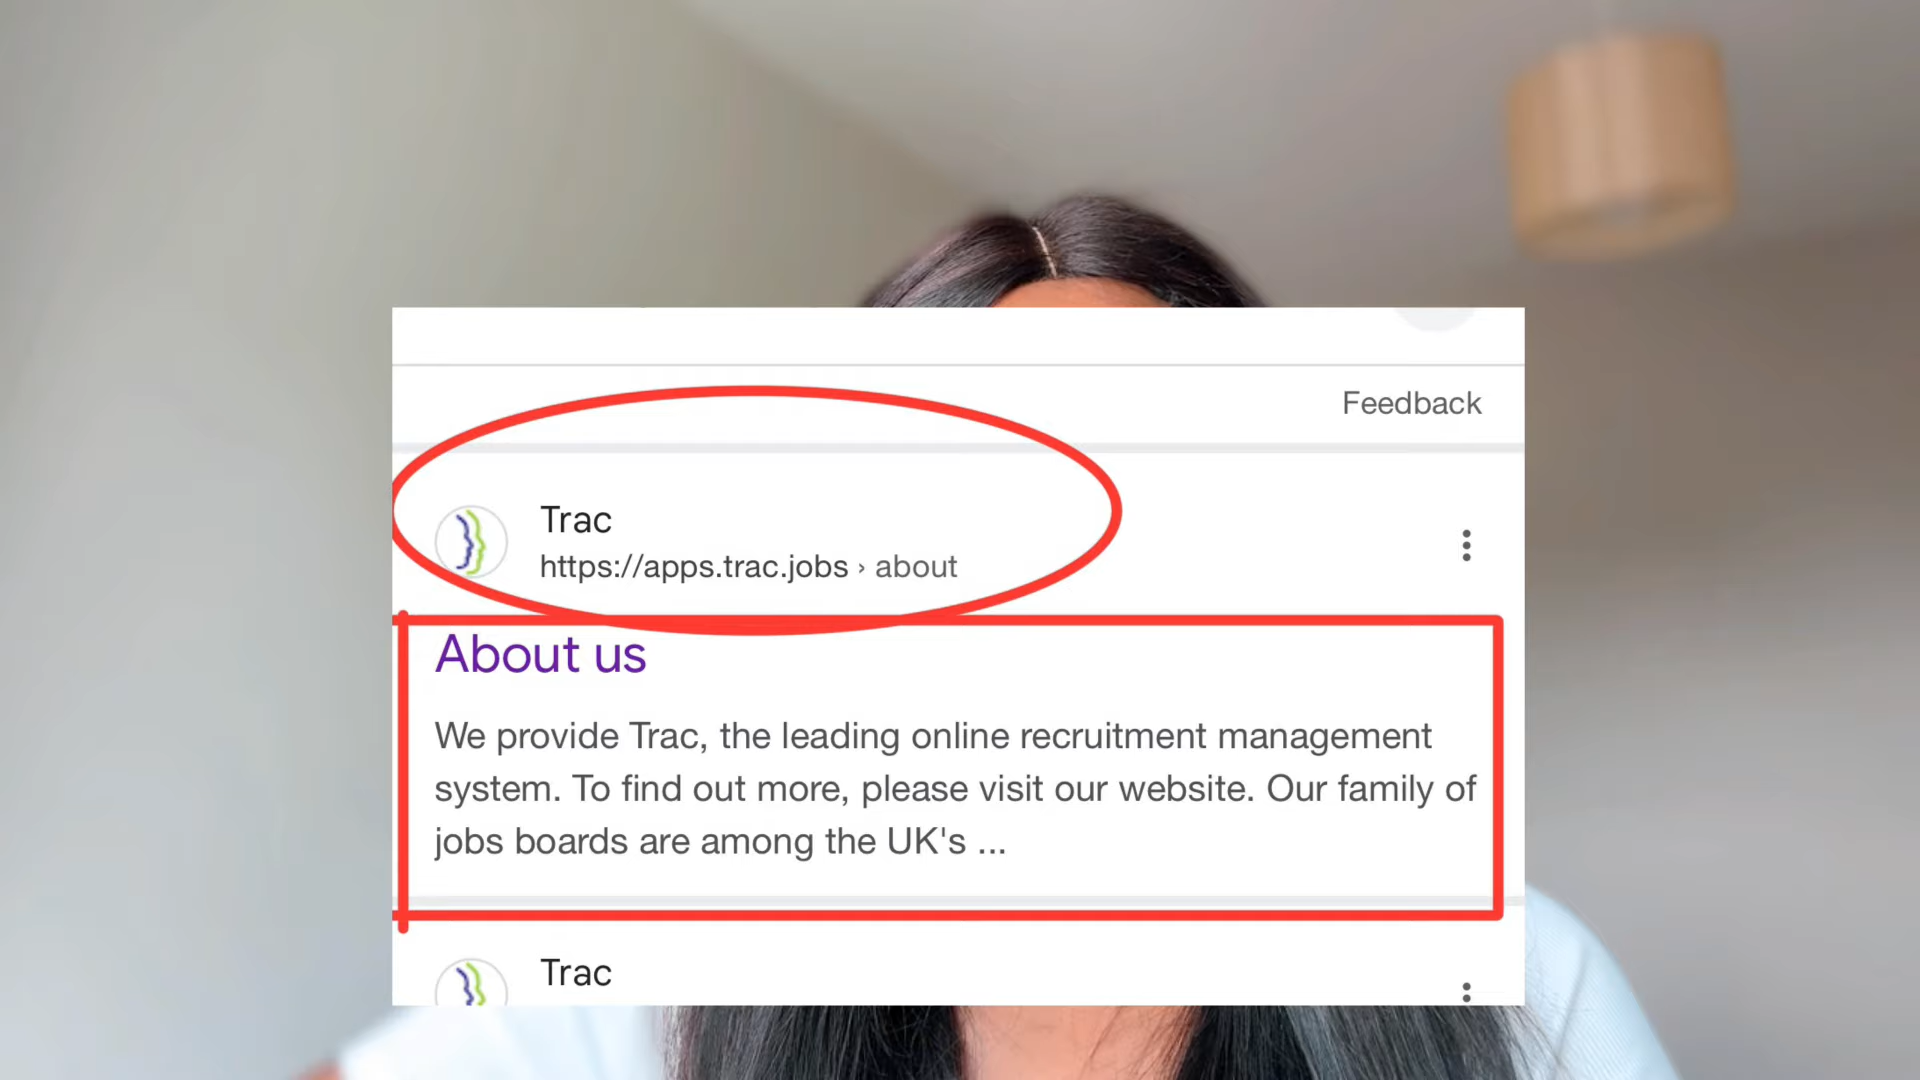 Feedback
Trac
https://apps.trac.jobs › about
About us
We provide Trac, the leading online recruitment management
system. To find out more, please visit our website. Our family of
jobs boards are among the UK's ...
Trac